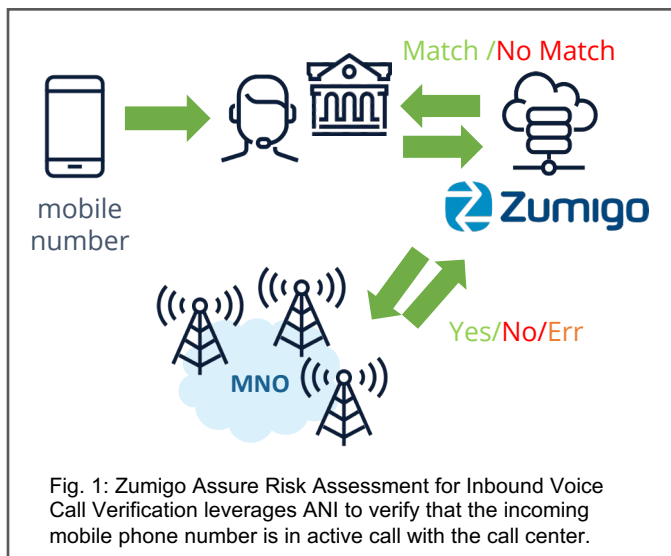 Match /No Match
mobile
number
Zumigo
Yes/No/Err
MNO
Fig. 1: Zumigo Assure Risk Assessment for Inbound Voice
Call Verification leverages ANI to verify that the incoming
mobile phone number is in active call with the call center.